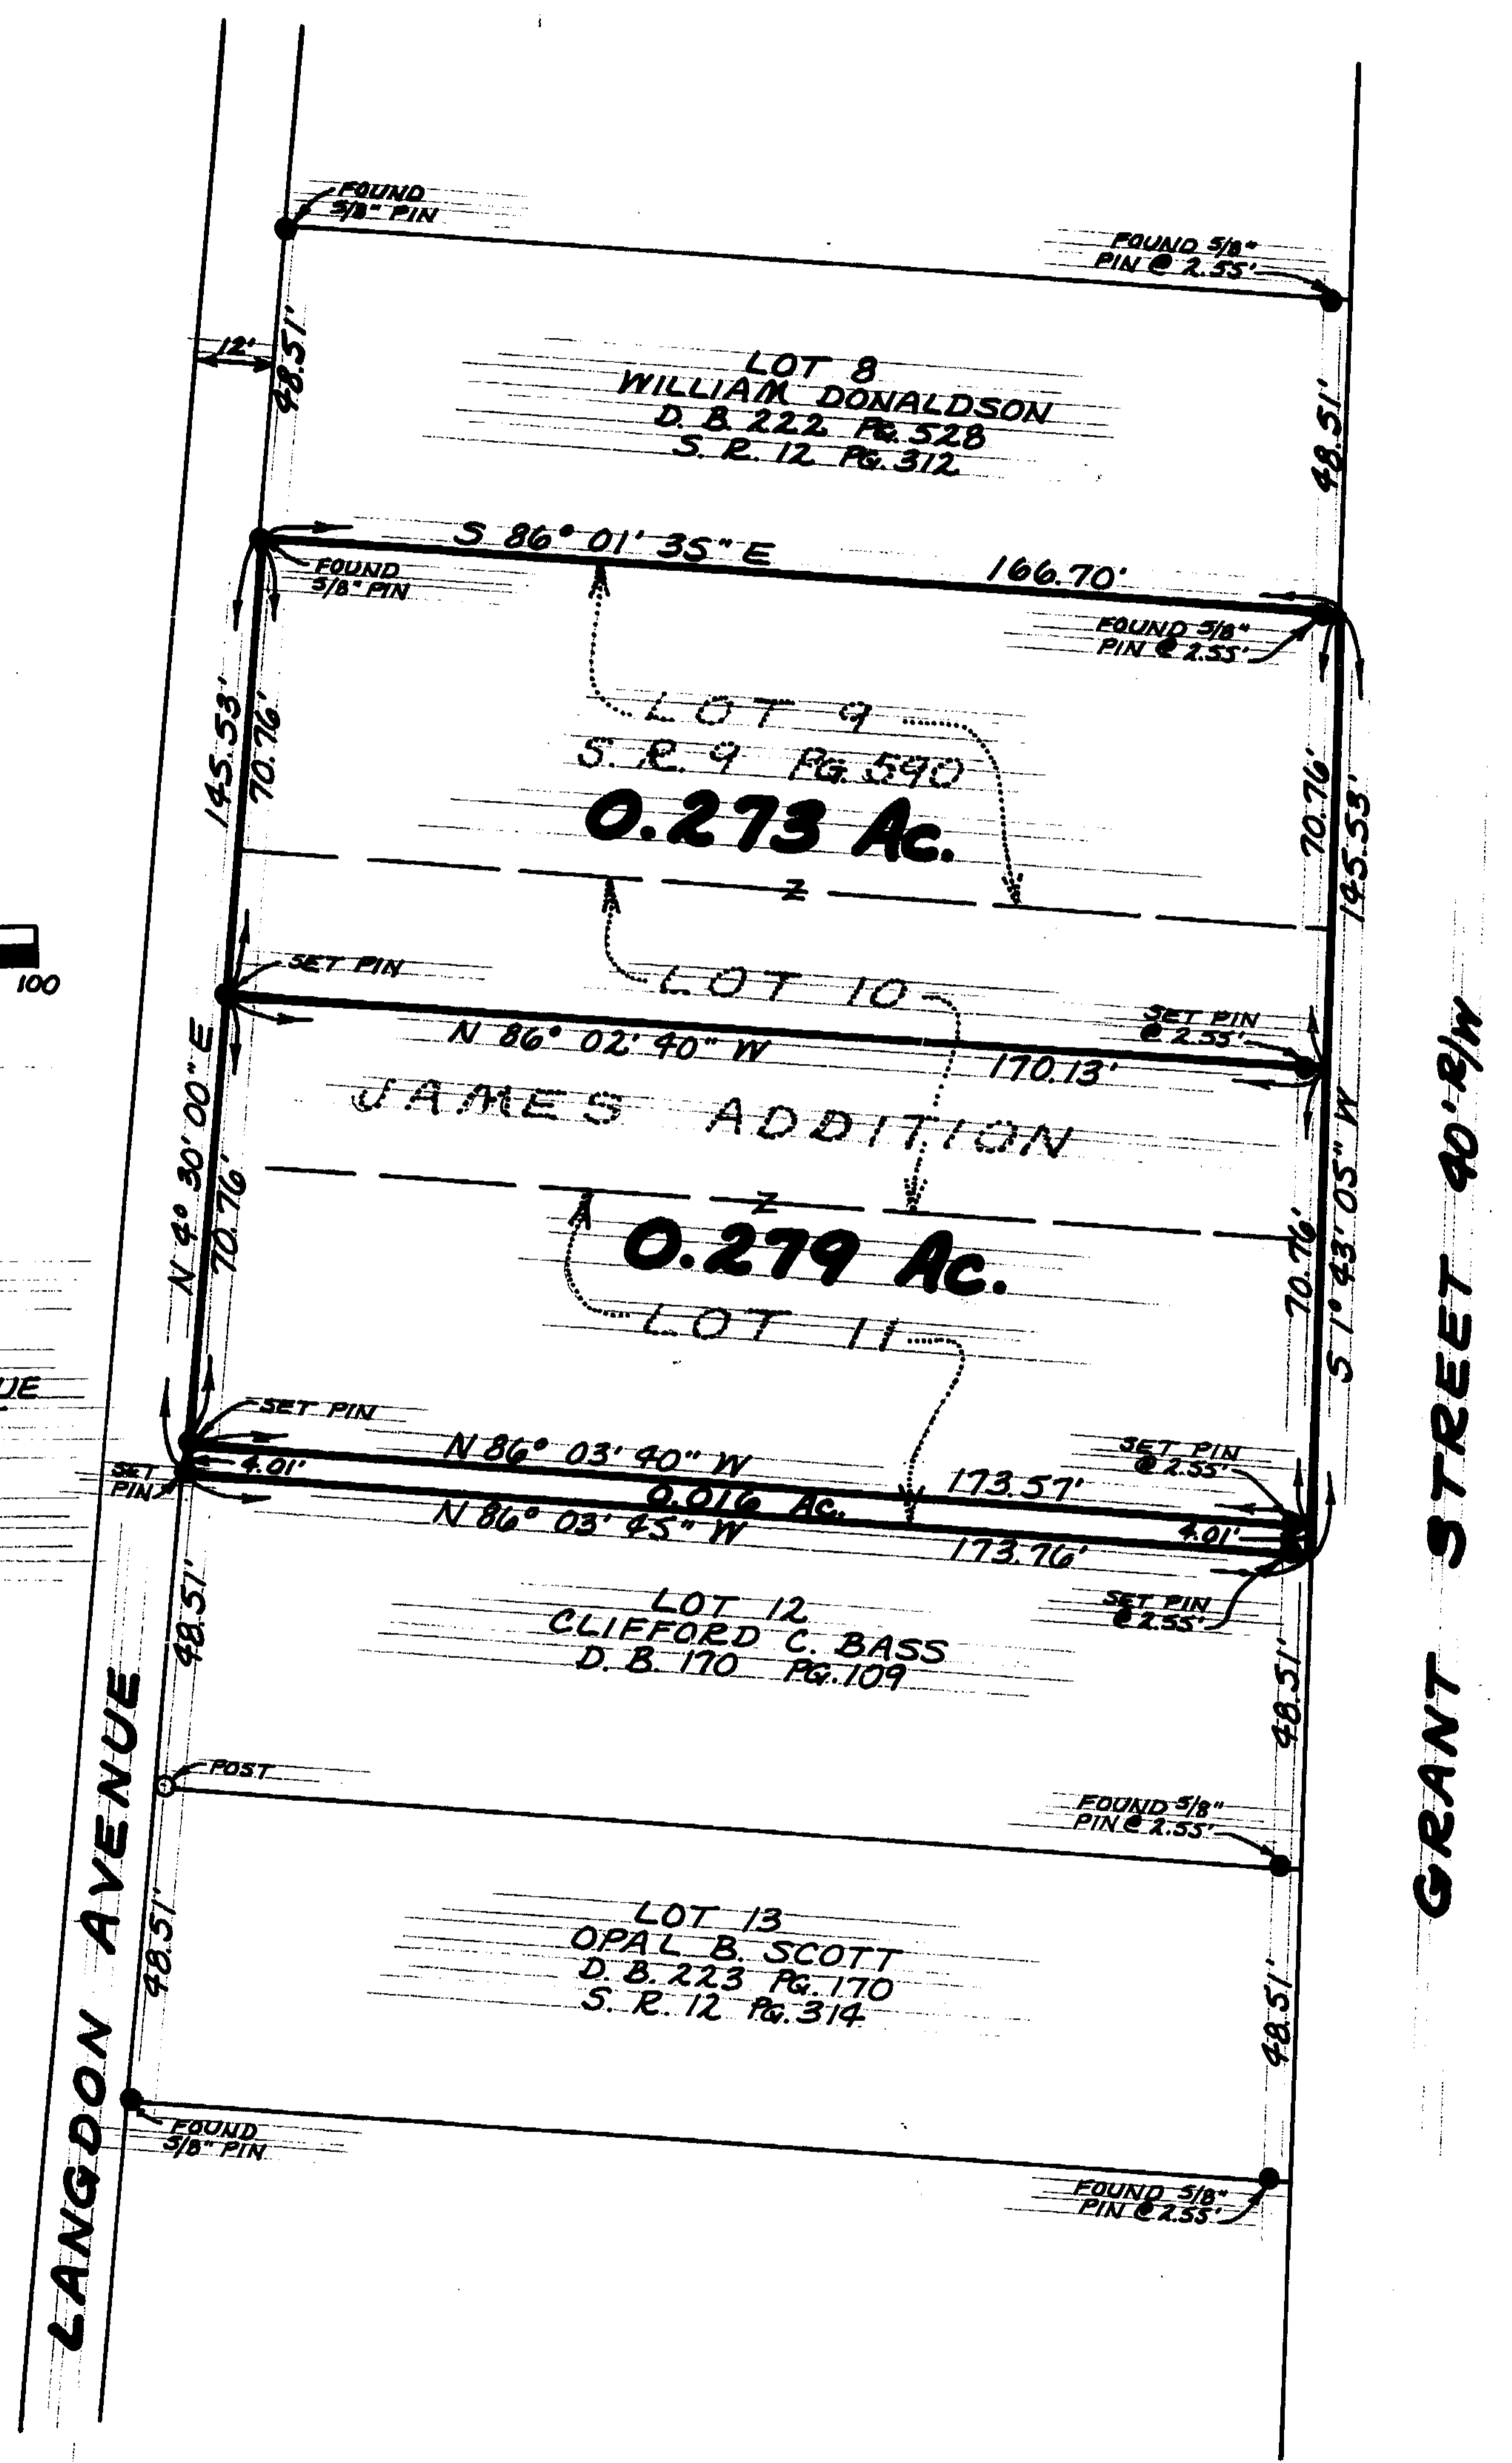 FOUND
5/8" PIN
FOUND 5/8"
PIN @ 2.55'
12'
48.51'
48.51'
LOT 8
WILLIAM DONALDSON
D. B. 222 PG. 528
S. R. 12 PG. 312
S 86° 01' 35" E
166.70'
FOUND
5/8" PIN
FOUND 5/8"
PIN @ 2.55'
145.53'
70.76'
LOT 9
S. R. 9 PG. 590
0.273 Ac.
70.76'
145.53'
Z
100
SET PIN
LOT 10
SET PIN
@ 2.55'
N 86° 02' 40" W
170.13'
JAMES ADDITION
N 4° 30' 00" E
70.76'
Z
0.279 Ac.
70.76'
S 1° 43' 05" W
GRANT STREET 40' R/W
LOT 11
UE
SET PIN
N 86° 03' 40" W
173.57'
SET PIN
@ 2.55'
SET
PIN
4.01'
0.016 Ac.
4.01'
N 86° 03' 45" W
173.76'
SET PIN
@ 2.55'
48.51'
LOT 12
CLIFFORD C. BASS
D. B. 170 PG. 109
48.51'
POST
FOUND 5/8"
PIN @ 2.55'
LANGDON AVENUE
48.51'
LOT 13
OPAL B. SCOTT
D. B. 223 PG. 170
S. R. 12 PG. 314
48.51'
FOUND
5/8" PIN
FOUND 5/8"
PIN @ 2.55'